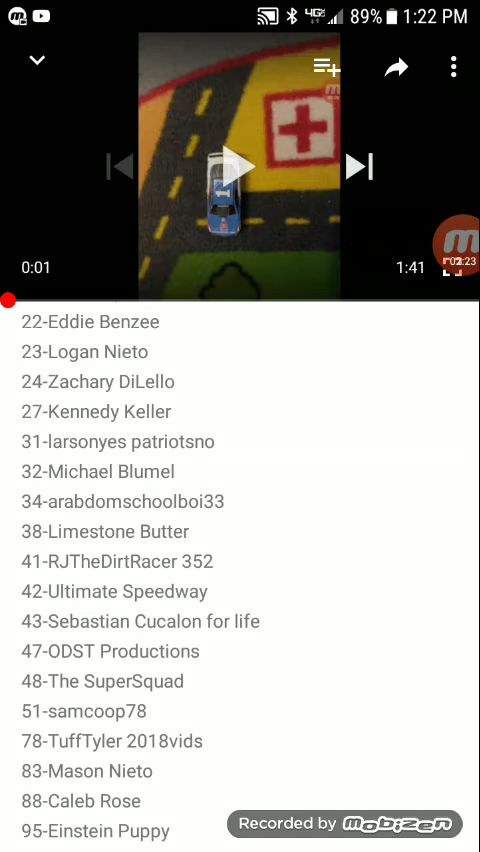 89% 1:22 PM
1
0:01
1:41
02:23
22-Eddie Benzee
23-Logan Nieto
24-Zachary DiLello
27-Kennedy Keller
31-larsonyes patriotsno
32-Michael Blumel
34-arabdomschoolboi33
38-Limestone Butter
41-RJTheDirtRacer 352
42-Ultimate Speedway
43-Sebastian Cucalon for life
47-ODST Productions
48-The SuperSquad
51-samcoop78
78-TuffTyler 2018vids
83-Mason Nieto
88-Caleb Rose
95-Einstein Puppy
Recorded by mobizen